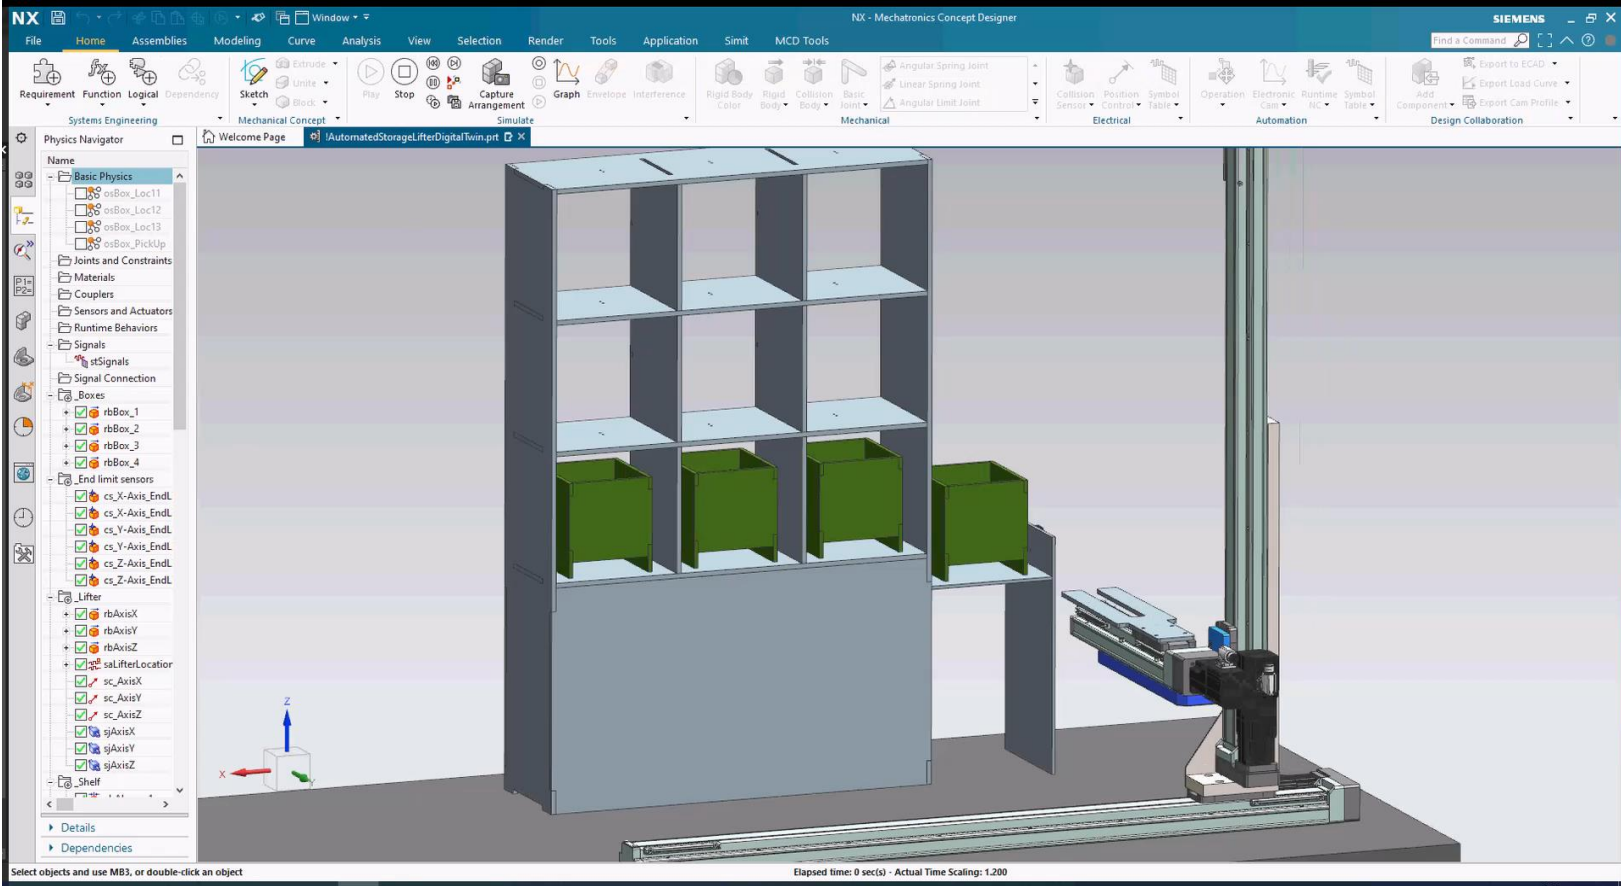 NX
Window
NX - Mechatronics Concept Designer
SIEMENS
File Home Assemblies Modeling Curve Analysis View Selection Render Tools Application Simit MCD Tools
Find a Command
Requirement Function Logical Dependency
Systems Engineering
Sketch
Extrude
Unite
Block
Mechanical Concept
Play Stop
Capture Arrangement
Graph Envelope Interference
Simulate
Rigid Body Color
Rigid Body
Collision Body
Basic Joint
Angular Spring Joint
Linear Spring Joint
Angular Limit Joint
Mechanical
Collision Sensor
Position Control
Symbol Table
Electrical
Operation
Electronic Cam
Runtime NC
Symbol Table
Automation
Add Component
Export to ECAD
Export Load Curve
Export Cam Profile
Design Collaboration
Physics Navigator
Welcome Page
!AutomatedStorageLifterDigitalTwin.prt
Name
Basic Physics
osBox_Loc11
osBox_Loc12
osBox_Loc13
osBox_PickUp
Joints and Constraints
Materials
Couplers
Sensors and Actuators
Runtime Behaviors
Signals
stSignals
Signal Connection
_Boxes
rbBox_1
rbBox_2
rbBox_3
rbBox_4
_End limit sensors
cs_X-Axis_EndL
cs_X-Axis_EndL
cs_Y-Axis_EndL
cs_Y-Axis_EndL
cs_Z-Axis_EndL
cs_Z-Axis_EndL
_Lifter
rbAxisX
rbAxisY
rbAxisZ
saLifterLocation
sc_AxisX
sc_AxisY
sc_AxisZ
sjAxisX
sjAxisY
sjAxisZ
_Shelf
Details
Dependencies
P1=
P2=
Z
X
Y
Select objects and use MB3, or double-click an object
Elapsed time: 0 sec(s) - Actual Time Scaling: 1.200